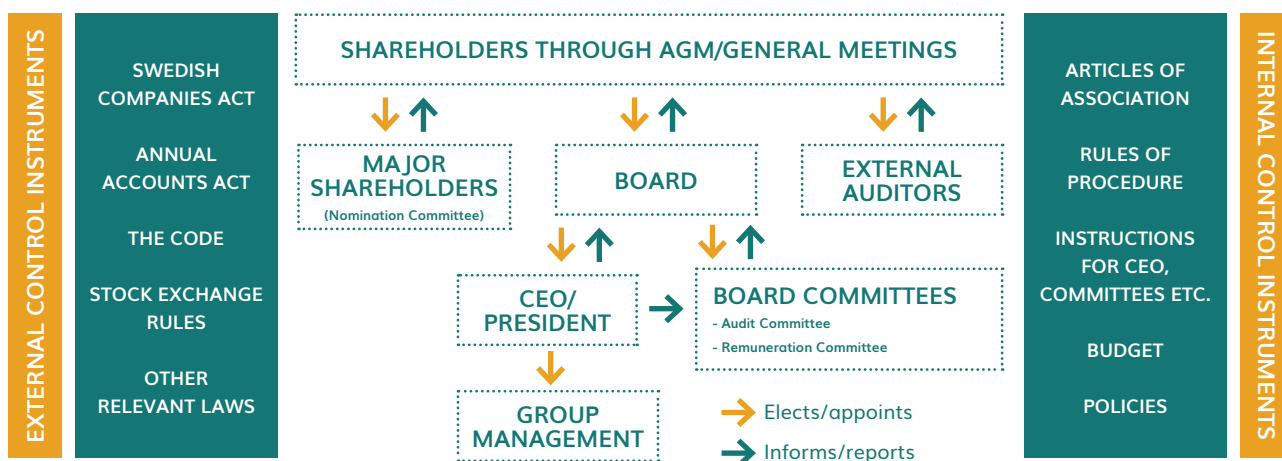 EXTERNAL CONTROL INSTRUMENTS
SWEDISH
COMPANIES ACT
ANNUAL
ACCOUNTS ACT
THE CODE
STOCK EXCHANGE
RULES
OTHER
RELEVANT LAWS
SHAREHOLDERS THROUGH AGM/GENERAL MEETINGS
MAJOR
SHAREHOLDERS
(Nomination Committee)
BOARD
EXTERNAL
AUDITORS
CEO/
PRESIDENT
BOARD COMMITTEES
- Audit Committee
- Remuneration Committee
GROUP
MANAGEMENT
Elects/appoints
Informs/reports
ARTICLES OF
ASSOCIATION
RULES OF
PROCEDURE
INSTRUCTIONS
FOR CEO,
COMMITTEES ETC.
BUDGET
POLICIES
INTERNAL CONTROL INSTRUMENTS